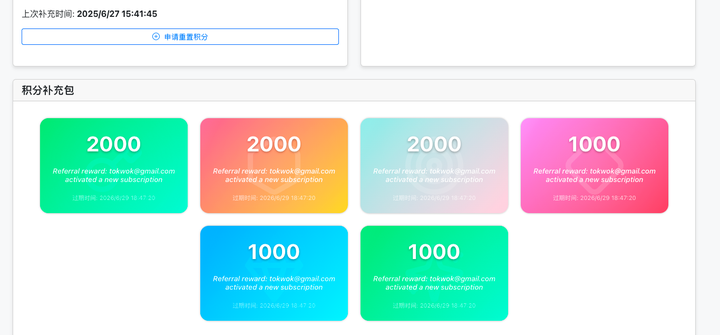 上次补充时间: 2025/6/27 15:41:45
申请重置积分
积分补充包
2000
Referral reward: tokwok@gmail.com
activated a new subscription
过期时间: 2026/6/29 18:47:20
2000
Referral reward: tokwok@gmail.com
activated a new subscription
过期时间: 2026/6/29 18:47:20
2000
Referral reward: tokwok@gmail.com
activated a new subscription
过期时间: 2026/6/29 18:47:20
1000
Referral reward: tokwok@gmail.com
activated a new subscription
过期时间: 2026/6/29 18:47:20
1000
Referral reward: tokwok@gmail.com
activated a new subscription
过期时间: 2026/6/29 18:47:20
1000
Referral reward: tokwok@gmail.com
activated a new subscription
过期时间: 2026/6/29 18:47:20